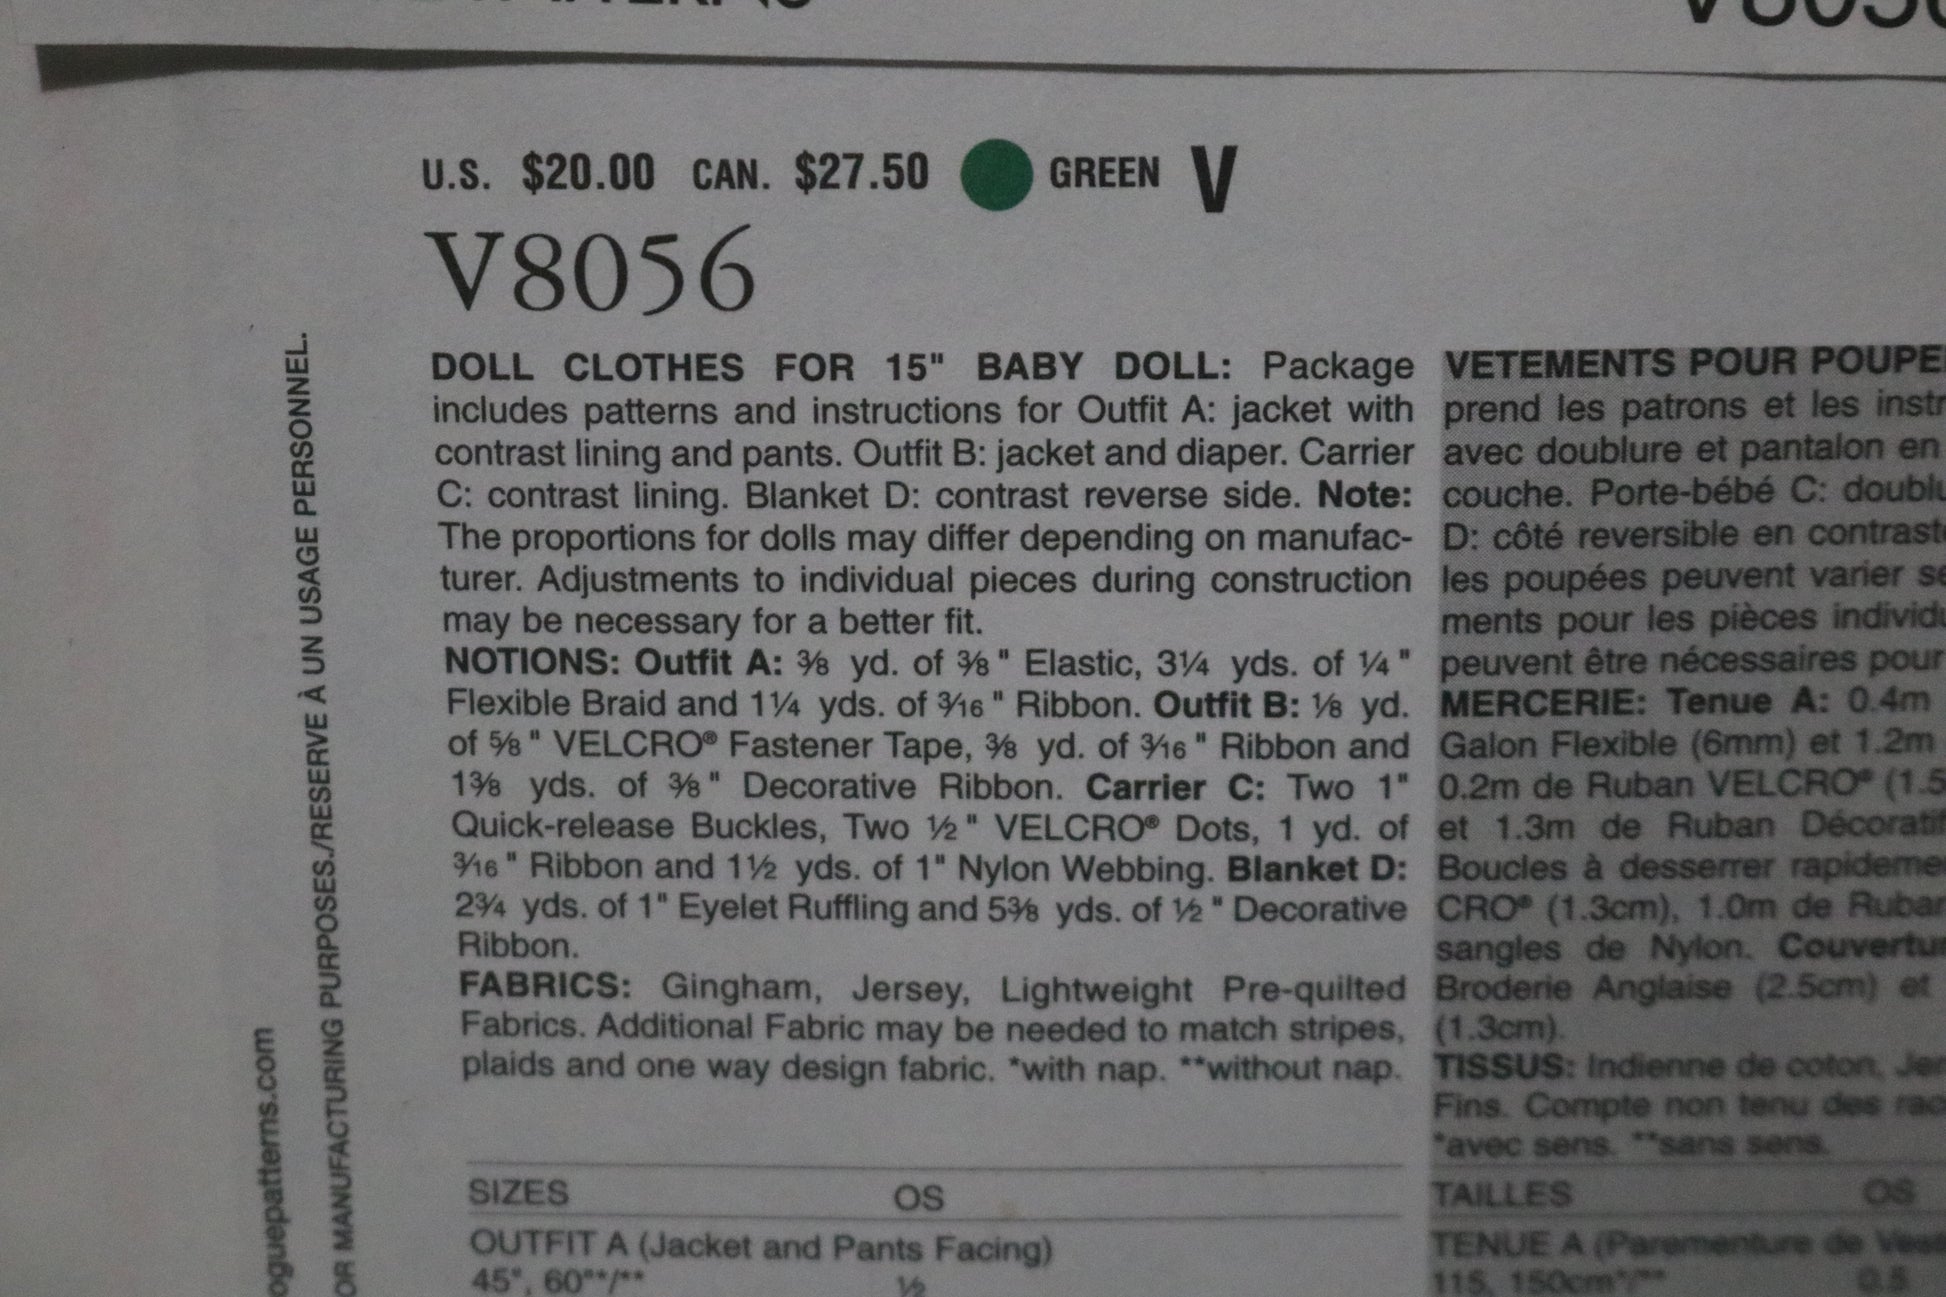 U.S. $20.00 CAN. $27.50 GREEN V
V8056
DOLL CLOTHES FOR 15" BABY DOLL: Package
includes patterns and instructions for Outfit A: jacket with
contrast lining and pants. Outfit B: jacket and diaper. Carrier
C: contrast lining. Blanket D: contrast reverse side. Note:
The proportions for dolls may differ depending on manufac-
turer. Adjustments to individual pieces during construction
may be necessary for a better fit.
NOTIONS: Outfit A: ⅜ yd. of ⅜" Elastic, 3¼ yds. of ¼"
Flexible Braid and 1¼ yds. of 3⁄16" Ribbon. Outfit B: ⅛ yd.
of ⅝" VELCRO® Fastener Tape, ⅜ yd. of 3⁄16" Ribbon and
1⅜ yds. of ⅜" Decorative Ribbon. Carrier C: Two 1"
Quick-release Buckles, Two ½" VELCRO® Dots, 1 yd. of
3⁄16" Ribbon and 1½ yds. of 1" Nylon Webbing. Blanket D:
2¾ yds. of 1" Eyelet Ruffling and 5⅜ yds. of ½" Decorative
Ribbon.
FABRICS: Gingham, Jersey, Lightweight Pre-quilted
Fabrics. Additional Fabric may be needed to match stripes,
plaids and one way design fabric. *with nap. **without nap.
SIZES OS
OUTFIT A (Jacket and Pants Facing)
45", 60"*/** ½
VETEMENTS POUR
prend les patrons et les
avec doublure et pantalon en
couche. Porte-bébé C:
D: côté reversible en
les poupées peuvent varier
ments pour les pièces
peuvent être nécessaires pour
MERCERIE: Tenue A: 0.4m
Galon Flexible (6mm) et 1.2m
0.2m de Ruban VELCRO® (1.5
et 1.3m de Ruban
Boucles à desserrer
CRO® (1.3cm), 1.0m de
sangles de Nylon.
Broderie Anglaise (2.5cm) et
(1.3cm).
TISSUS: Indienne de coton,
Fins. Compte non tenu des
*avec sens. **sans sens.
TAILLES OS
TENUE A (Parementure de
115, 150cm*/** 0.5
OR MANUFACTURING PURPOSES./RESERVE À UN USAGE PERSONNEL.
oguepatterns.com